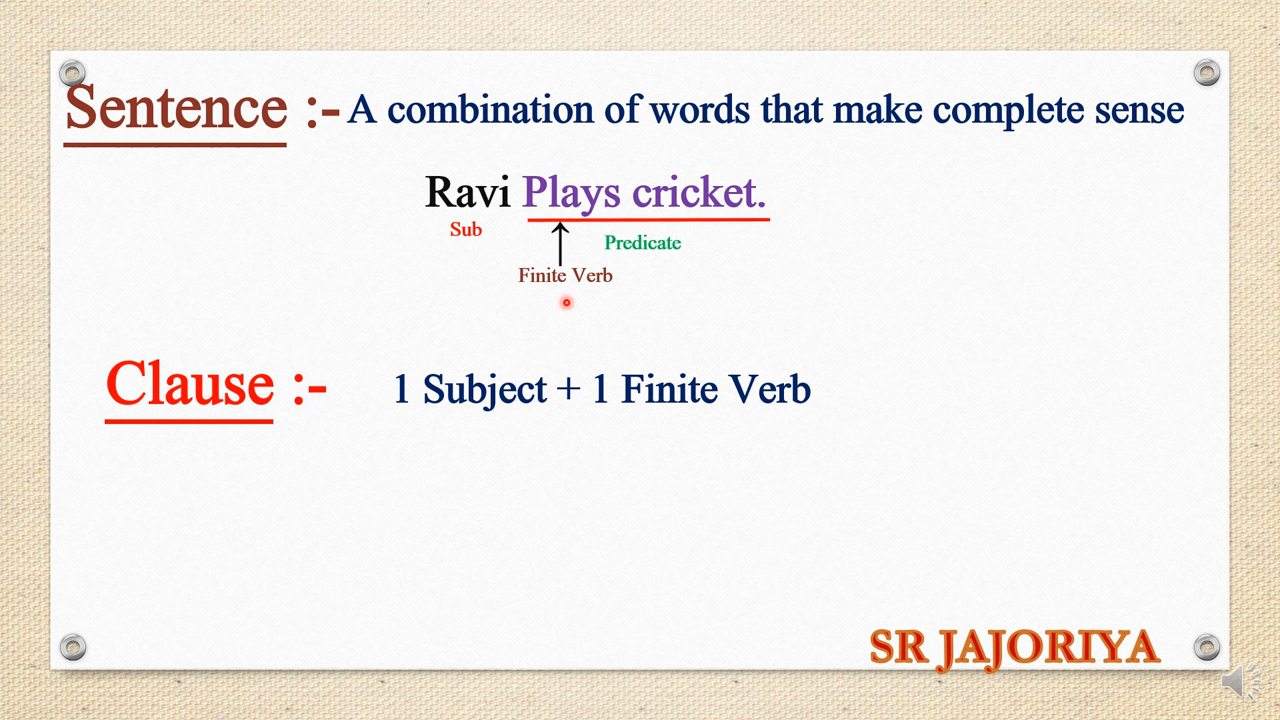 Sentence :- A combination of words that make complete sense
Ravi Plays cricket.
Sub
Predicate
Finite Verb
Clause :- 1 Subject + 1 Finite Verb
SR JAJORIYA